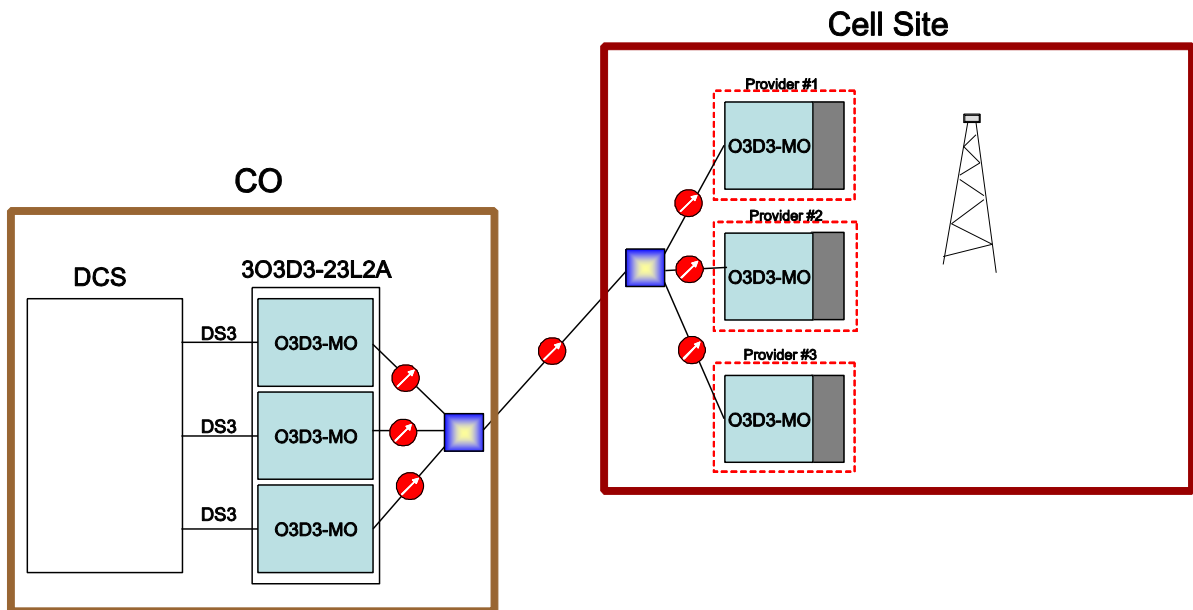 Cell Site
Provider #1
O3D3-MO
Provider #2
O3D3-MO
Provider #3
O3D3-MO
CO
DCS
3O3D3-23L2A
DS3
O3D3-MO
DS3
O3D3-MO
DS3
O3D3-MO